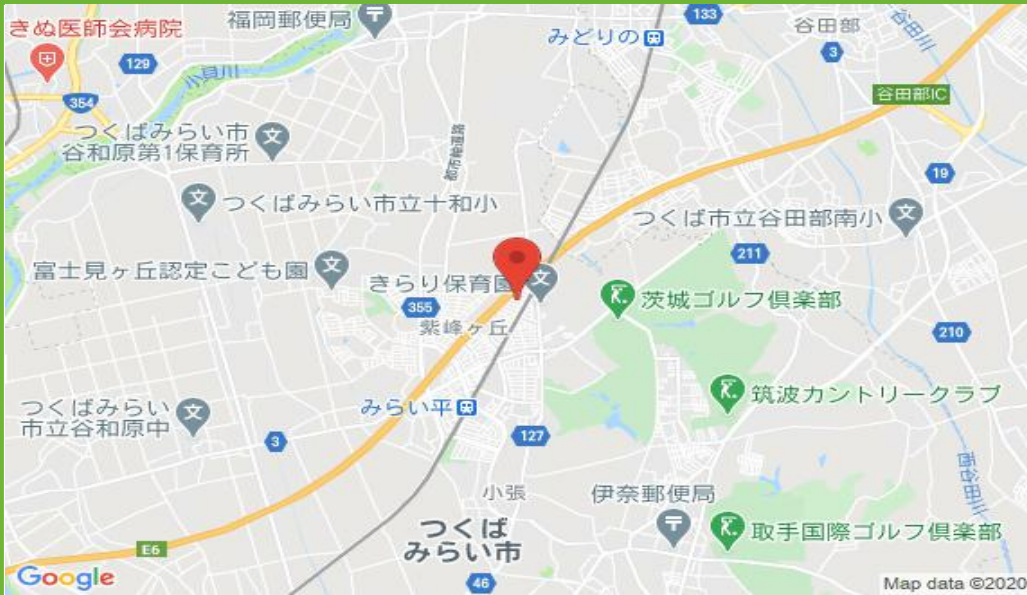 きぬ医師会病院
福岡郵便局
133
谷田部
谷田川
みどりの
129
小貝川
3
354
谷田部IC
つくばみらい市
谷和原第1保育所
都市軸道路
19
つくばみらい市立十和小
つくば市立谷田部南小
211
富士見ヶ丘認定こども園
きらり保育園
355
茨城ゴルフ倶楽部
紫峰ヶ丘
210
つくばみらい
市立谷和原中
みらい平
筑波カントリークラブ
3
127
西谷田川
小張
伊奈郵便局
つくば
みらい市
取手国際ゴルフ倶楽部
E6
46
Google
Map data ©2020